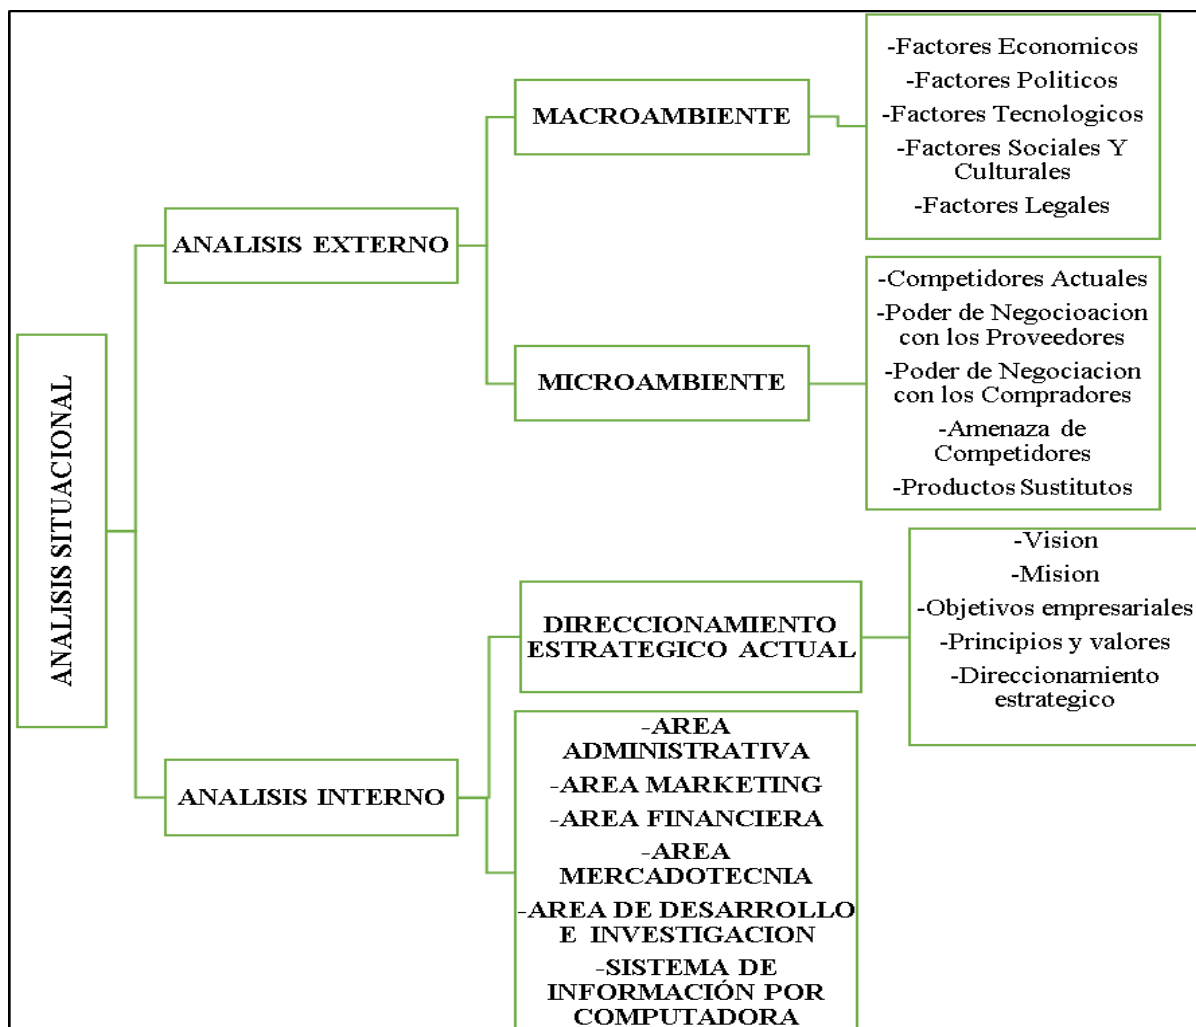 ANALISIS SITUACIONAL
ANALISIS EXTERNO
MACROAMBIENTE
-Factores Economicos
-Factores Politicos
-Factores Tecnologicos
-Factores Sociales Y
Culturales
-Factores Legales
MICROAMBIENTE
-Competidores Actuales
-Poder de Negocioacion
con los Proveedores
-Poder de Negociacion
con los Compradores
-Amenaza de
Competidores
-Productos Sustitutos
ANALISIS INTERNO
DIRECCIONAMIENTO
ESTRATEGICO ACTUAL
-Vision
-Mision
-Objetivos empresariales
-Principios y valores
-Direccionamiento
estrategico
-AREA
ADMINISTRATIVA
-AREA MARKETING
-AREA FINANCIERA
-AREA
MERCADOTECNIA
-AREA DE DESARROLLO
E INVESTIGACION
-SISTEMA DE
INFORMACIÓN POR
COMPUTADORA